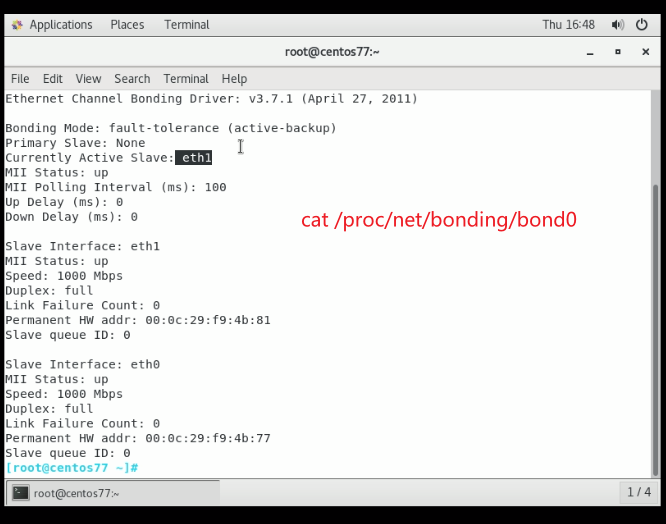 Applications Places Terminal Thu 16:48
root@centos77:~
File Edit View Search Terminal Help
Ethernet Channel Bonding Driver: v3.7.1 (April 27, 2011)
Bonding Mode: fault-tolerance (active-backup)
Primary Slave: None
Currently Active Slave: eth1
MII Status: up
MII Polling Interval (ms): 100
Up Delay (ms): 0
Down Delay (ms): 0
cat /proc/net/bonding/bond0
Slave Interface: eth1
MII Status: up
Speed: 1000 Mbps
Duplex: full
Link Failure Count: 0
Permanent HW addr: 00:0c:29:f9:4b:81
Slave queue ID: 0
Slave Interface: eth0
MII Status: up
Speed: 1000 Mbps
Duplex: full
Link Failure Count: 0
Permanent HW addr: 00:0c:29:f9:4b:77
Slave queue ID: 0
[root@centos77 ~]#
root@centos77:~ 1 / 4